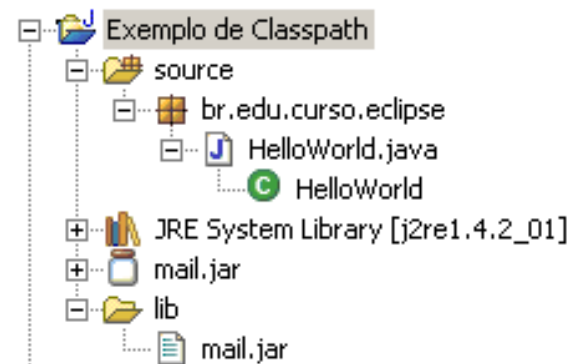 Exemplo de Classpath
source
br.edu.curso.eclipse
HelloWorld.java
HelloWorld
JRE System Library [j2re1.4.2_01]
mail.jar
lib
mail.jar